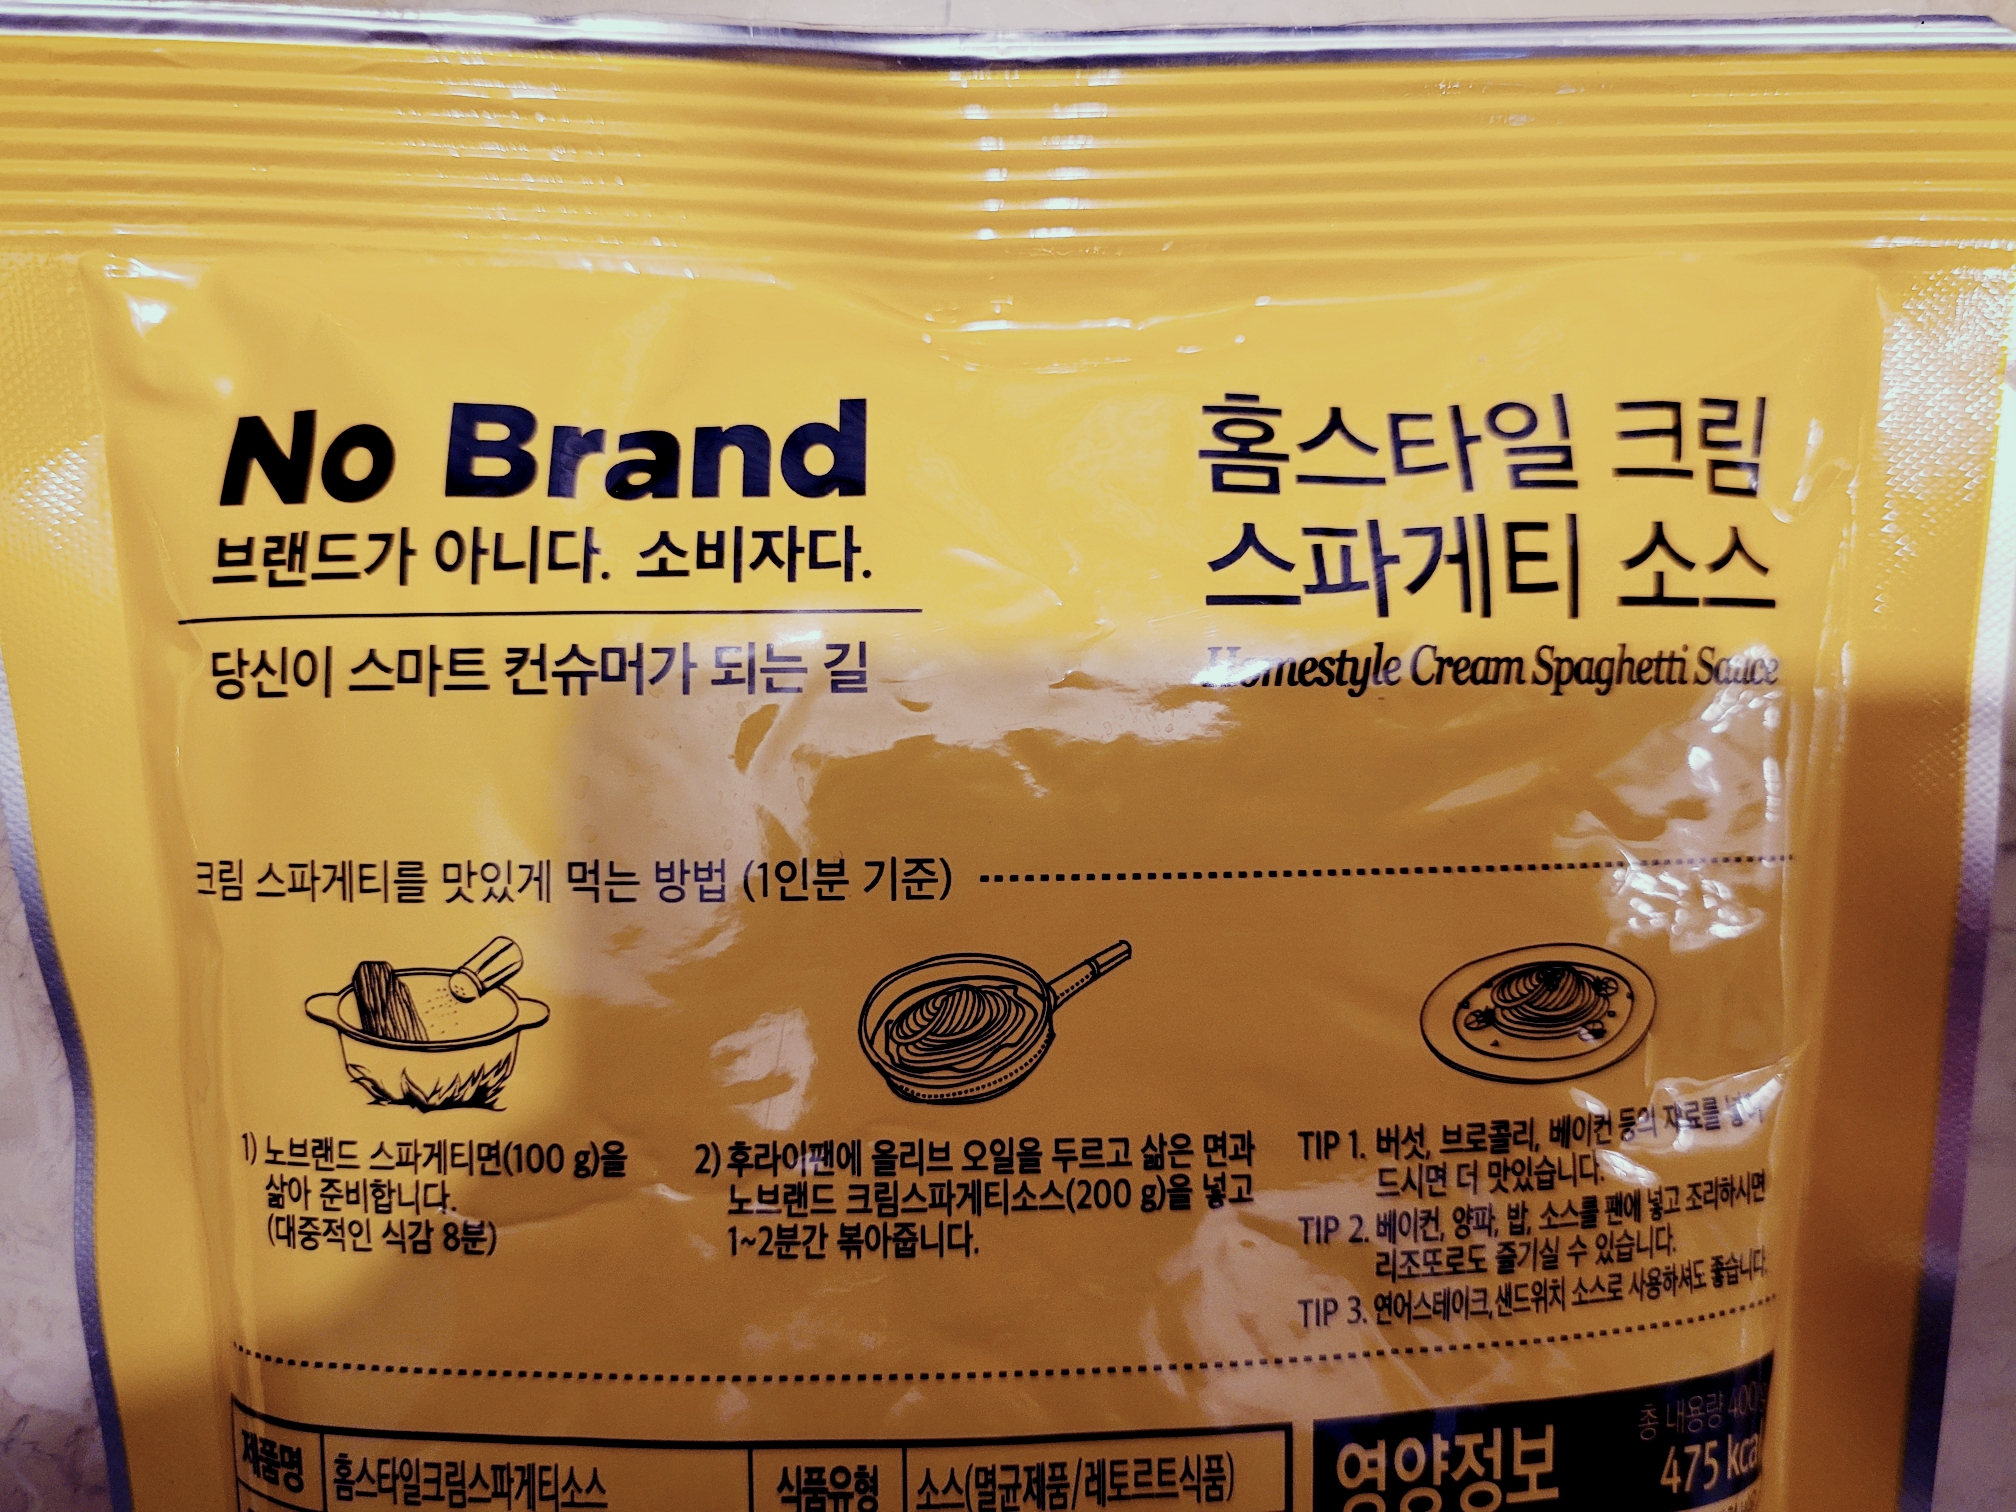 No Brand
브랜드가 아니다. 소비자다.
당신이 스마트 컨슈머가 되는 길
홈스타일 크림
스파게티 소스
Homestyle Cream Spaghetti Sauce
크림 스파게티를 맛있게 먹는 방법 (1인분 기준)
1) 노브랜드 스파게티면(100 g)을
삶아 준비합니다.
(대중적인 식감 8분)
2) 후라이팬에 올리브 오일을 두르고 삶은 면과
노브랜드 크림스파게티소스(200 g)을 넣고
1~2분간 볶아줍니다.
TIP 1. 버섯, 브로콜리, 베이컨 등의 재료를
드시면 더 맛있습니다.
TIP 2. 베이컨, 양파, 밥, 소스를 팬에 넣고 조리하시면
리조또로도 즐기실 수 있습니다.
TIP 3. 연어스테이크, 샌드위치 소스로 사용하셔도 좋습니다.
제품명 홈스타일크림스파게티소스 식품유형 소스(멸균제품/레토르트식품)
영양정보
총 내용량 400 g
475 kcal